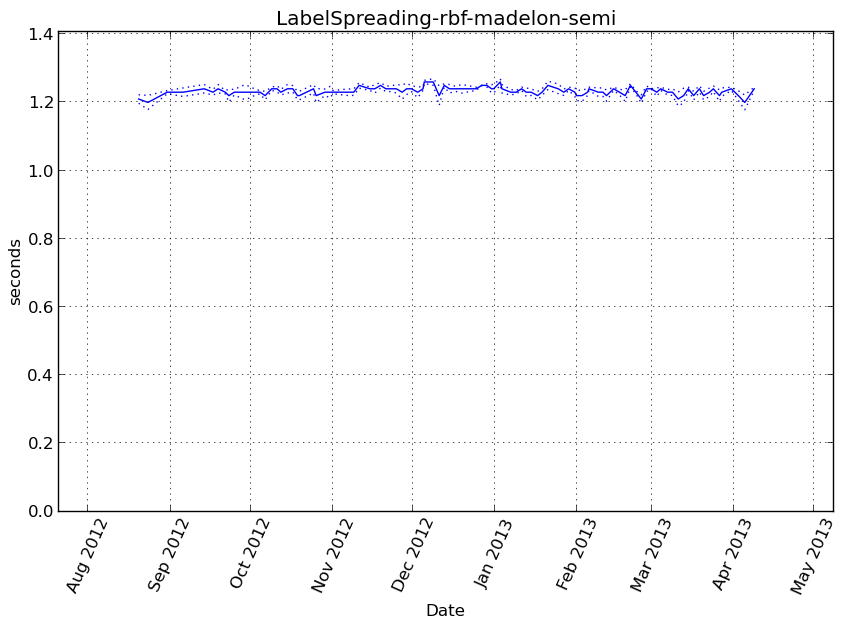 LabelSpreading-rbf-madelon-semi
1.4
1.2
1.0
0.8
0.6
0.4
0.2
0.0
seconds
Aug 2012
Sep 2012
Oct 2012
Nov 2012
Dec 2012
Jan 2013
Feb 2013
Mar 2013
Apr 2013
May 2013
Date